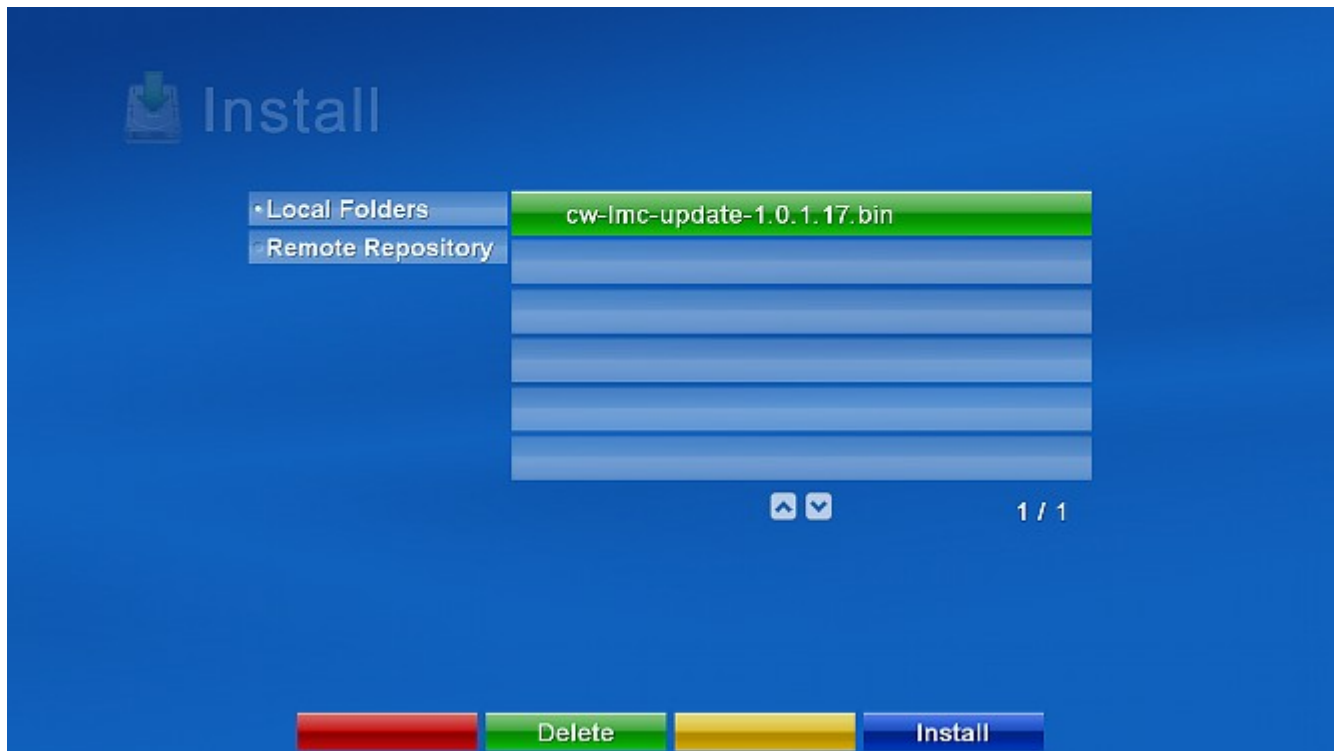 Install
Local Folders
cw-lmc-update-1.0.1.17.bin
Remote Repository
1 / 1
Delete
Install